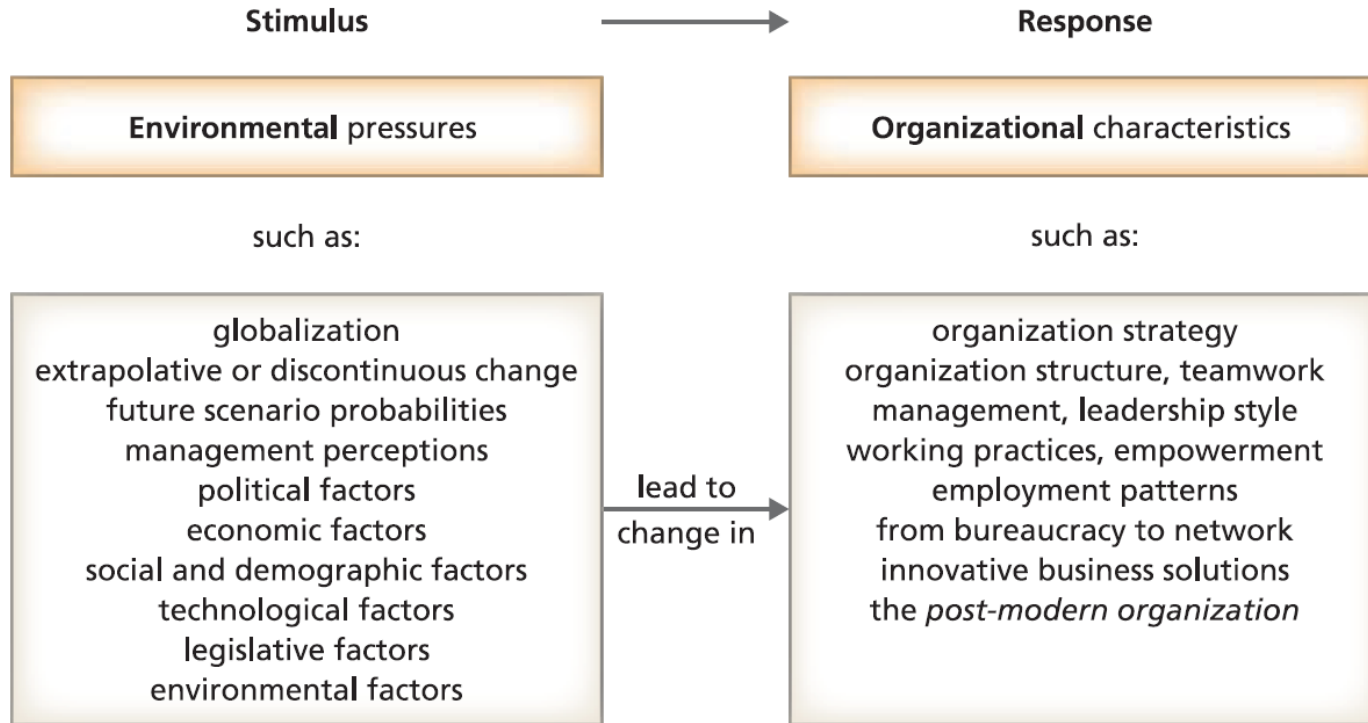 Stimulus
Response
Environmental pressures
Organizational characteristics
such as:
such as:
globalization
extrapolative or discontinuous change
future scenario probabilities
management perceptions
political factors
economic factors
social and demographic factors
technological factors
legislative factors
environmental factors
lead to
change in
organization strategy
organization structure, teamwork
management, leadership style
working practices, empowerment
employment patterns
from bureaucracy to network
innovative business solutions
the post-modern organization